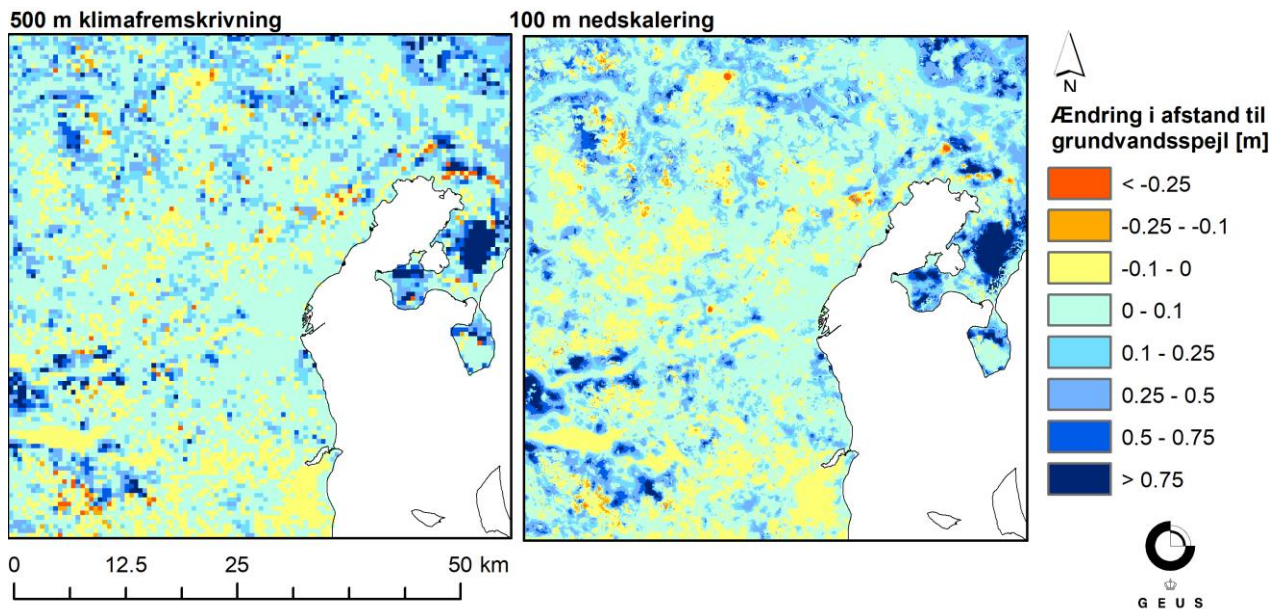 500 m klimafremskrivning
100 m nedskalering
N
Ændring i afstand til
grundvandsspejl [m]
< -0.25
-0.25 - -0.1
-0.1 - 0
0 - 0.1
0.1 - 0.25
0.25 - 0.5
0.5 - 0.75
> 0.75
0 12.5 25 50 km
G E U S